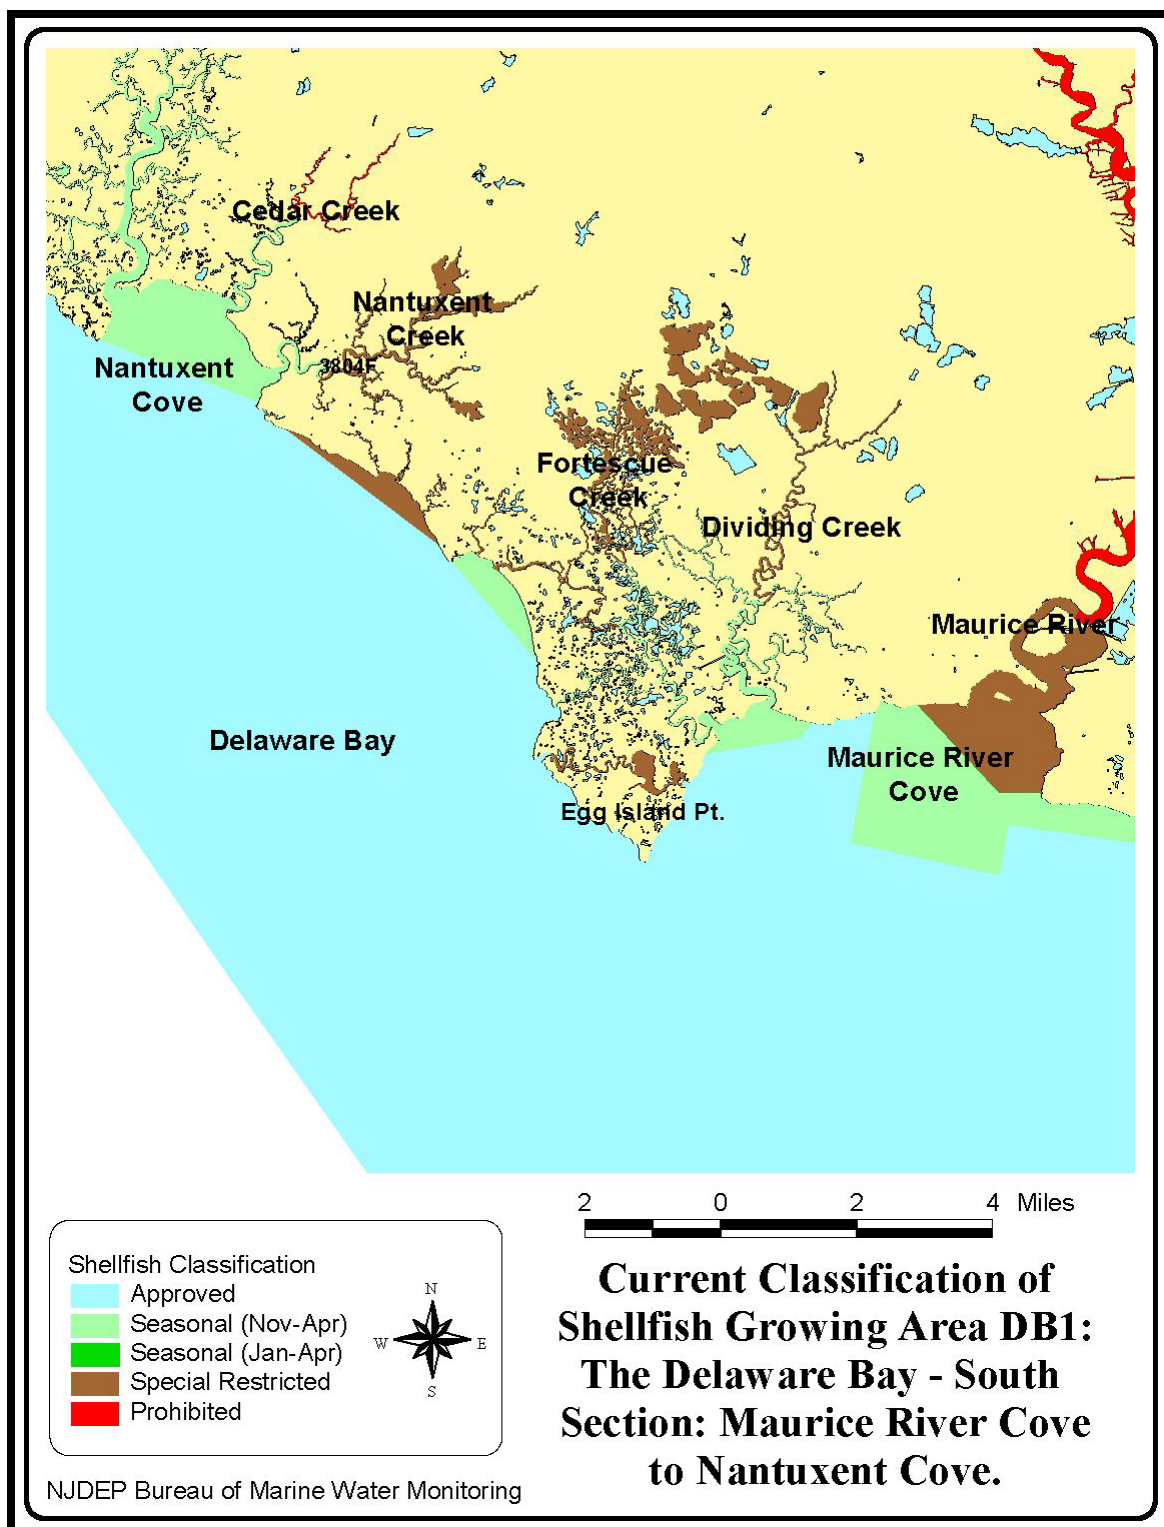 Cedar Creek
Nantuxent
Creek
3804F
Nantuxent
Cove
Fortescue
Creek
Dividing Creek
Maurice River
Delaware Bay
Maurice River
Cove
Egg Island Pt.
2 0 2 4 Miles
Shellfish Classification
Approved
Seasonal (Nov-Apr)
Seasonal (Jan-Apr)
Special Restricted
Prohibited
N
W E
S
Current Classification of
Shellfish Growing Area DB1:
The Delaware Bay - South
Section: Maurice River Cove
to Nantuxent Cove.
NJDEP Bureau of Marine Water Monitoring